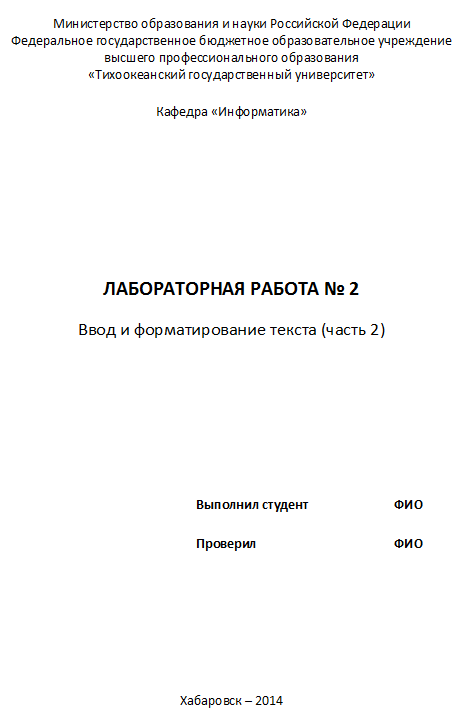 Министерство образования и науки Российской Федерации
Федеральное государственное бюджетное образовательное учреждение
высшего профессионального образования
«Тихоокеанский государственный университет»
Кафедра «Информатика»
ЛАБОРАТОРНАЯ РАБОТА № 2
Ввод и форматирование текста (часть 2)
Выполнил студент ФИО
Проверил ФИО
Хабаровск – 2014